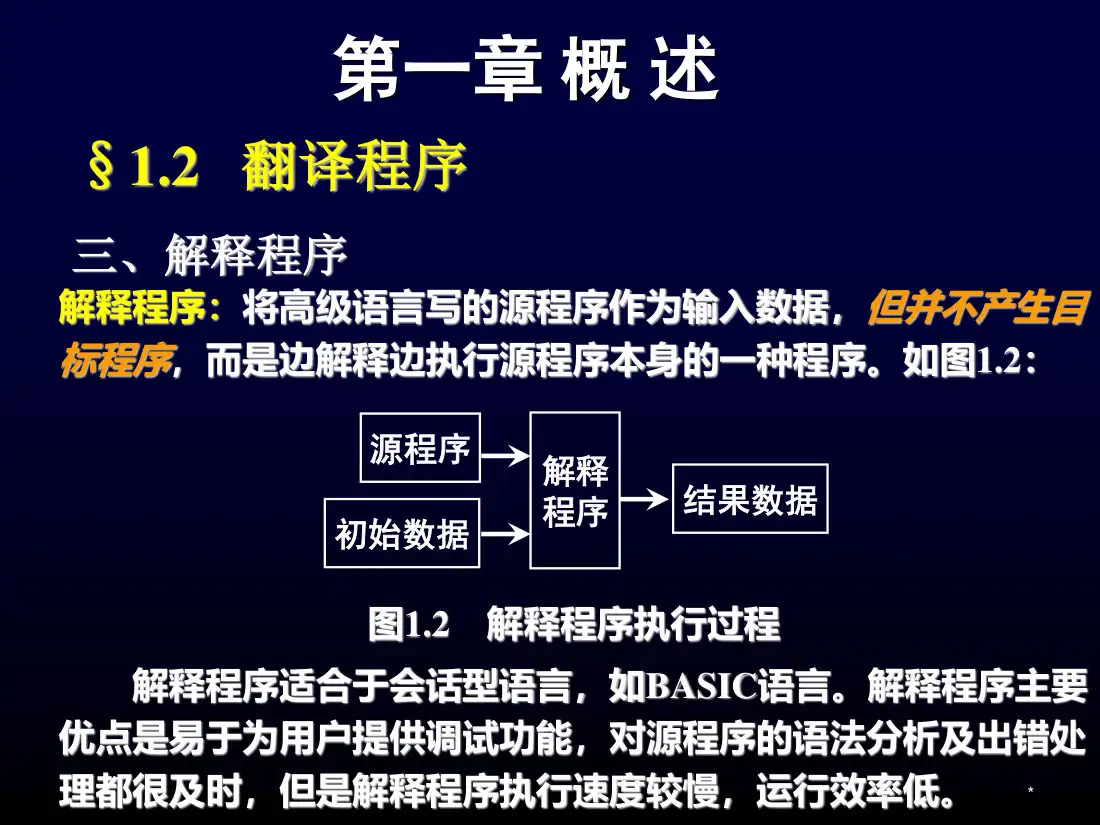 第一章 概 述
§1.2 翻译程序
三、解释程序
解释程序：将高级语言写的源程序作为输入数据，但并不产生目
标程序，而是边解释边执行源程序本身的一种程序。如图1.2：
源程序
初始数据
解释
程序
结果数据
图1.2 解释程序执行过程
解释程序适合于会话型语言，如BASIC语言。解释程序主要
优点是易于为用户提供调试功能，对源程序的语法分析及出错处
理都很及时，但是解释程序执行速度较慢，运行效率低。
*